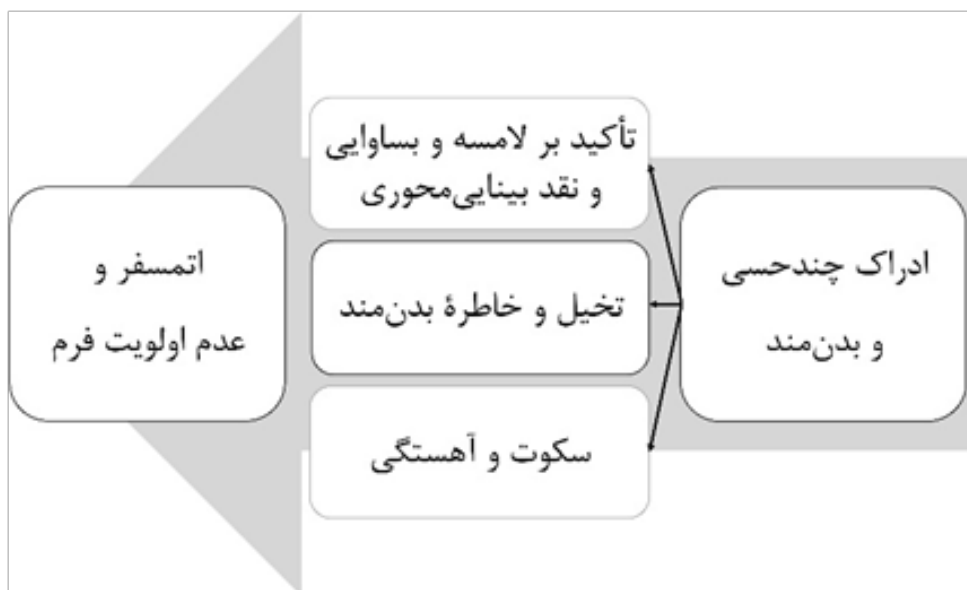 ادراک چندحسی
و بدن‌مند
تأکید بر لامسه و بساوایی
و نقد بینایی‌محوری
تخیل و خاطرهٔ بدن‌مند
سکوت و آهستگی
اتمسفر و
عدم اولویت فرم